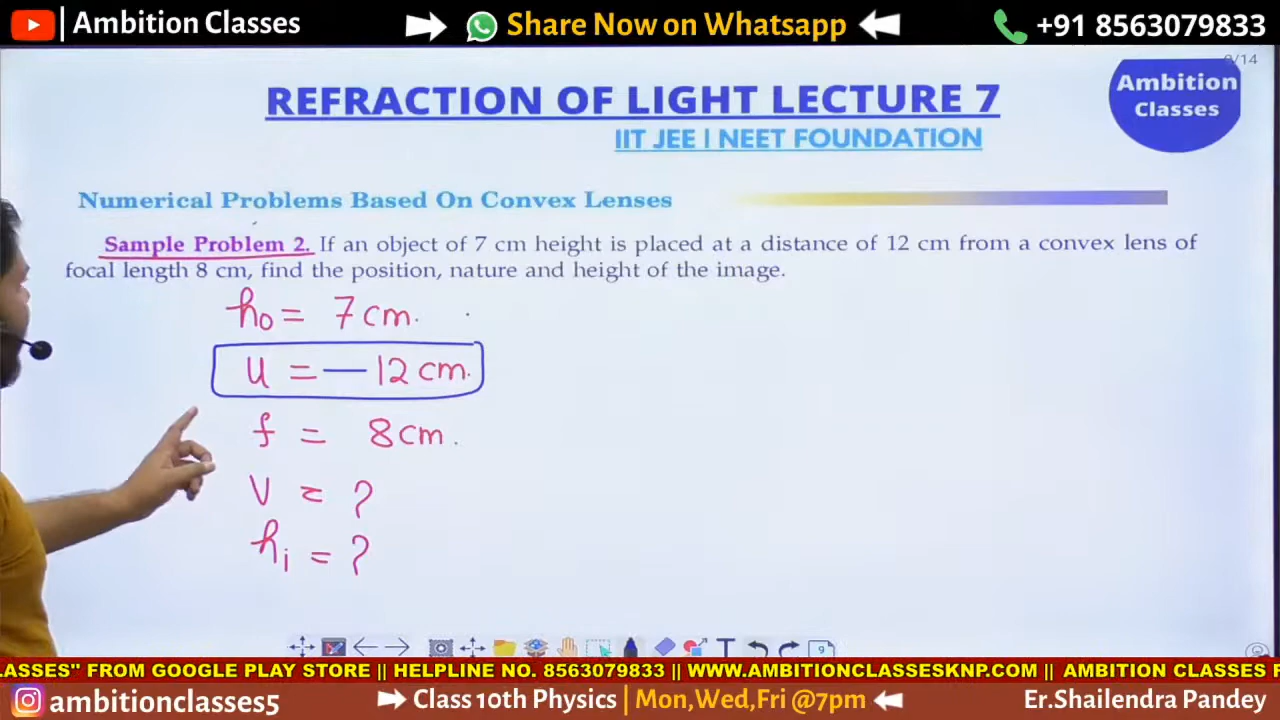 Ambition Classes
Share Now on Whatsapp
+91 8563079833
/14
REFRACTION OF LIGHT LECTURE 7
IIT JEE | NEET FOUNDATION
Ambition
Classes
Numerical Problems Based On Convex Lenses
Sample Problem 2. If an object of 7 cm height is placed at a distance of 12 cm from a convex lens of
focal length 8 cm, find the position, nature and height of the image.
ho = 7 cm.
u = — 12 cm.
f = 8 cm.
v = ?
hi = ?
T
9
LASSES" FROM GOOGLE PLAY STORE || HELPLINE NO. 8563079833 || WWW.AMBITIONCLASSESKNP.COM || AMBITION CLASSES
ambitionclasses5
Class 10th Physics | Mon,Wed,Fri @7pm
Er.Shailendra Pandey